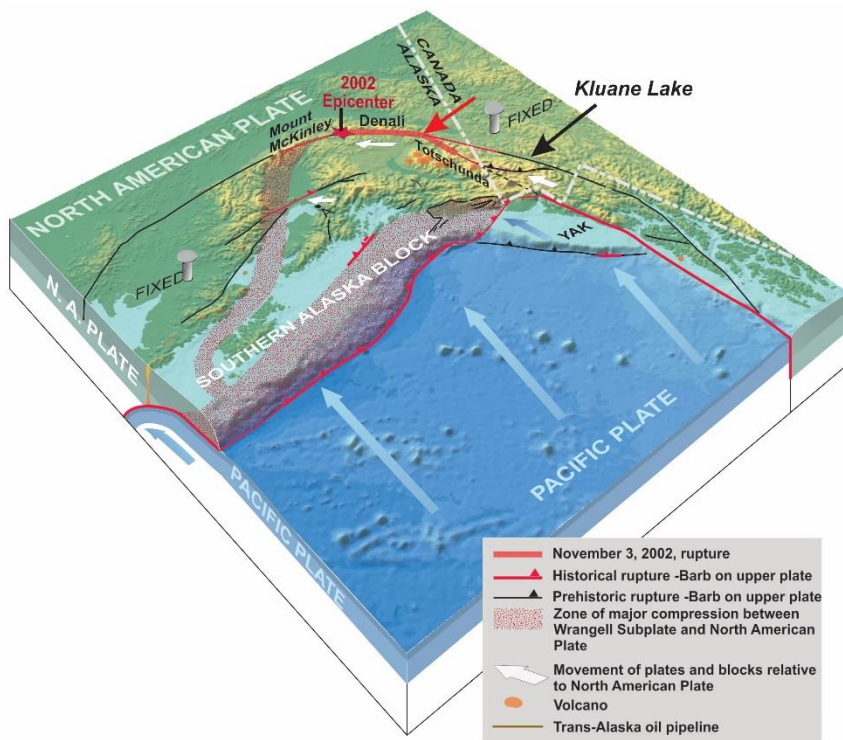 NORTH AMERICAN PLATE
2002
Epicenter
Denali
Mount
McKinley
CANADA
ALASKA
Kluane Lake
FIXED
Totschunda
YAK
FIXED
SOUTHERN ALASKA BLOCK
N. A. PLATE
PACIFIC PLATE
PACIFIC PLATE
November 3, 2002, rupture
Historical rupture -Barb on upper plate
Prehistoric rupture -Barb on upper plate
Zone of major compression between
Wrangell Subplate and North American
Plate
Movement of plates and blocks relative
to North American Plate
Volcano
Trans-Alaska oil pipeline